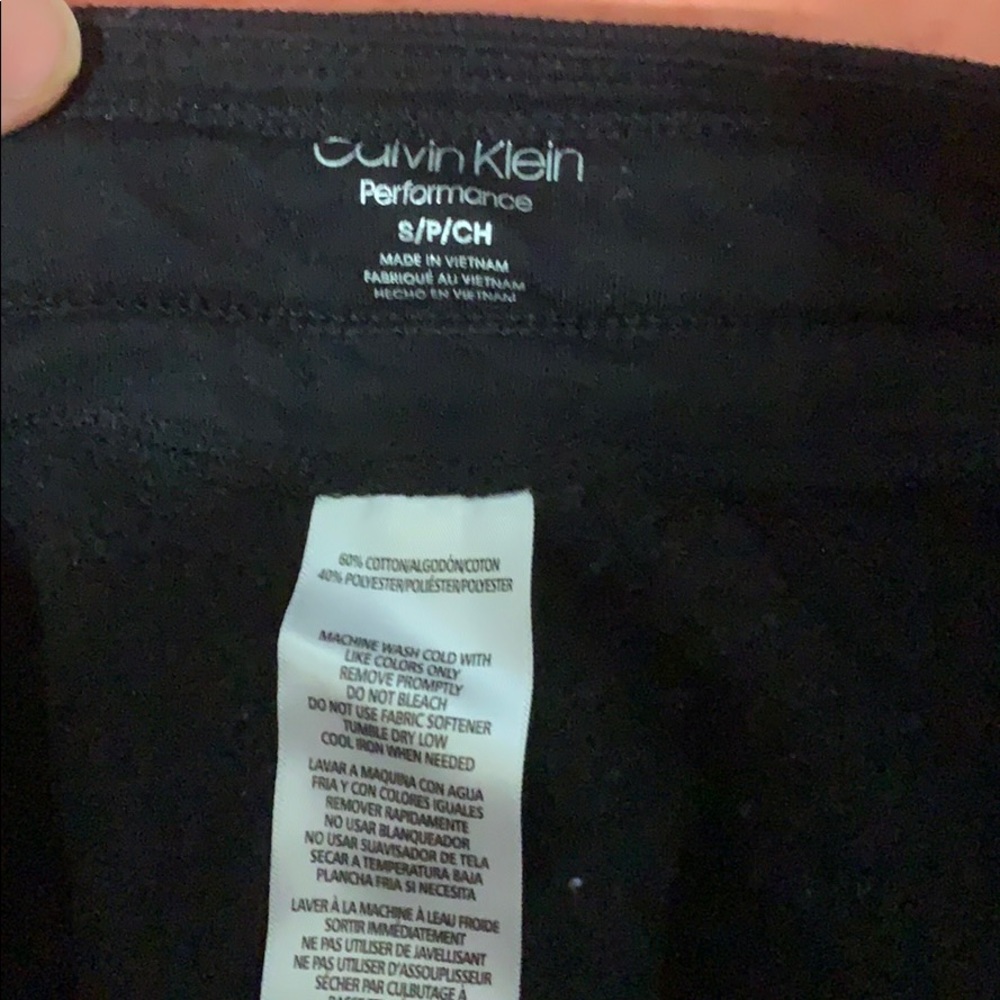 Calvin Klein
Performance
S/P/CH
MADE IN VIETNAM
FABRIQUÉ AU VIETNAM
HECHO EN VIETNAM
60% COTTON/ALGODÓN/COTON
40% POLYESTER/POLIÉSTER/POLYESTER
MACHINE WASH COLD WITH
LIKE COLORS ONLY
REMOVE PROMPTLY
DO NOT BLEACH
DO NOT USE FABRIC SOFTENER
TUMBLE DRY LOW
COOL IRON WHEN NEEDED
LAVAR A MAQUINA CON AGUA
FRIA Y CON COLORES IGUALES
REMOVER RAPIDAMENTE
NO USAR BLANQUEADOR
NO USAR SUAVISADOR DE TELA
SECAR A TEMPERATURA BAJA
PLANCHA FRIA SI NECESITA
LAVER À LA MACHINE À LEAU FROIDE
SORTIR IMMÉDIATEMENT
NE PAS UTILISER DE JAVELLISANT
NE PAS UTILISER D'ASSOUPLISSEUR
SÉCHER PAR CULBUTAGE À